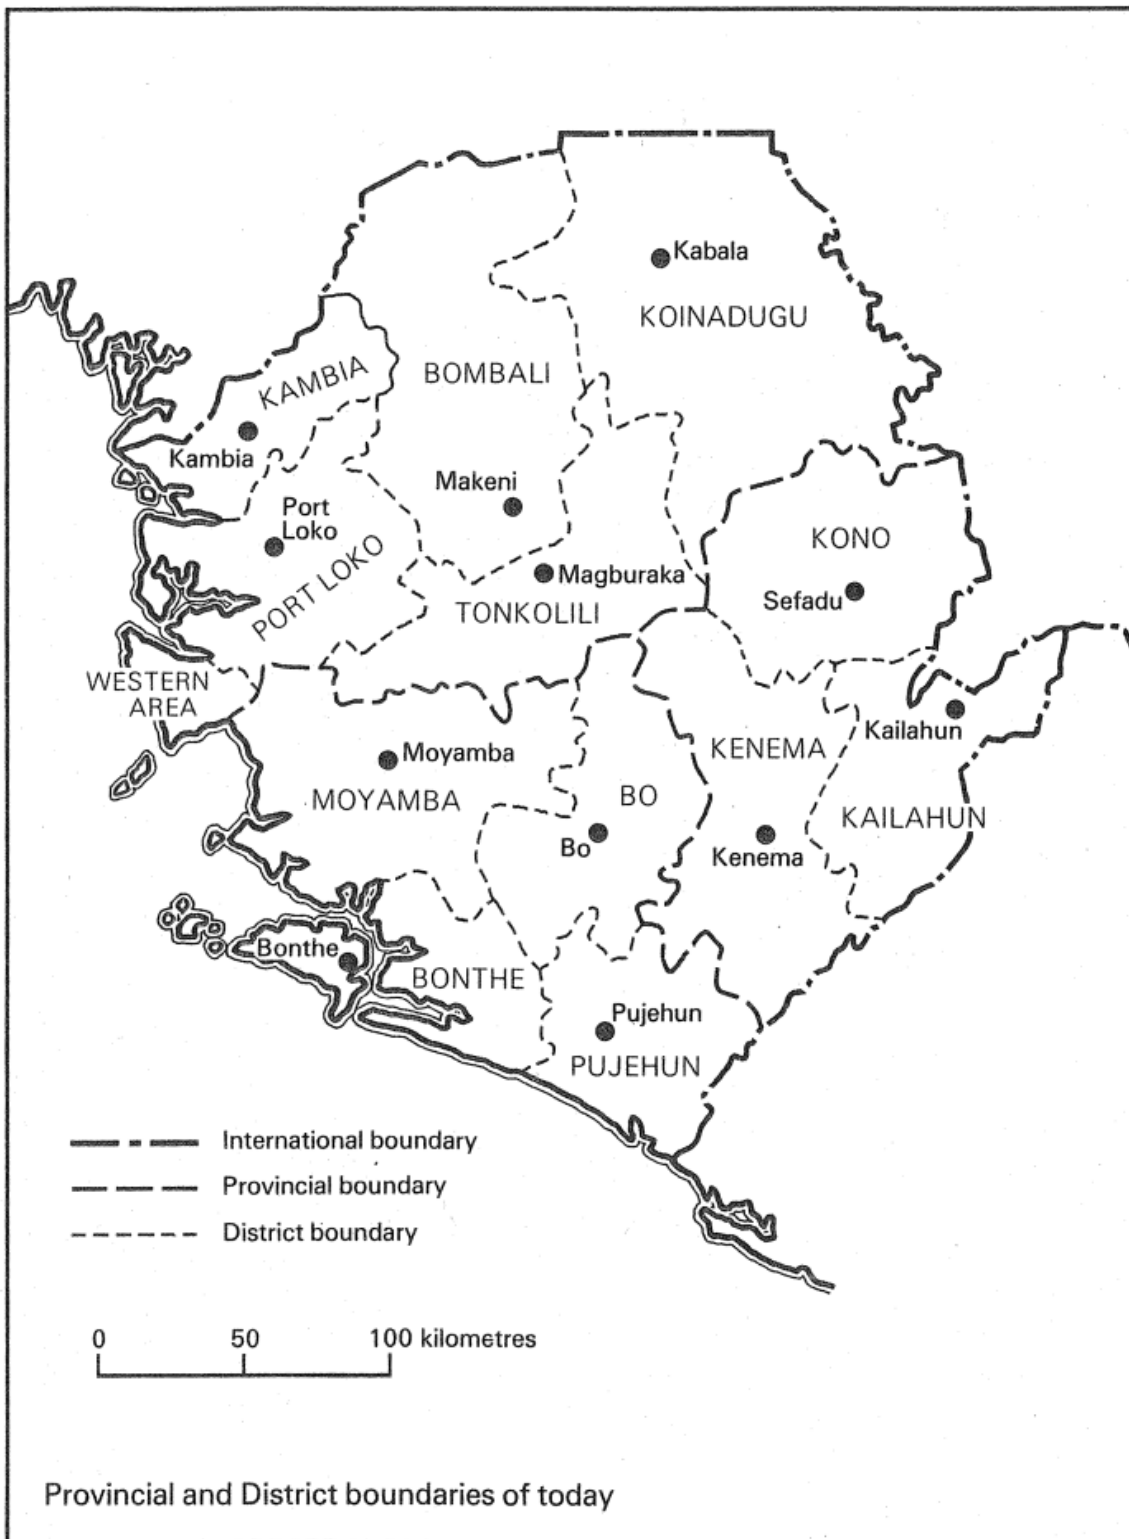 Kabala
KOINADUGU
KAMBIA
BOMBALI
Kambia
Makeni
Port
Loko
KONO
PORT LOKO
Magburaka
Sefadu
TONKOLILI
WESTERN
AREA
Kailahun
Moyamba
KENEMA
MOYAMBA
BO
KAILAHUN
Bo
Kenema
Bonthe
BONTHE
Pujehun
PUJEHUN
International boundary
Provincial boundary
District boundary
0 50 100 kilometres
Provincial and District boundaries of today